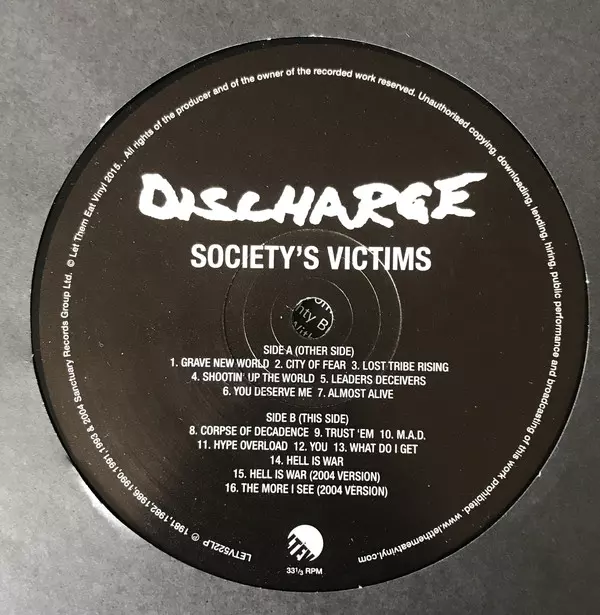 LETV522LP ℗ 1981,1982,1986,1990,1991,1993 & 2004 Sanctuary Records Group Ltd. © Let Them Eat Vinyl 2015. . All rights of the producer and of the owner of the recorded work reserved. Unauthorised copying, downloading, lending, hiring, public performance and broadcasting of this work prohibited. www.letthemeatvinyl.com
DISCHARGE
SOCIETY'S VICTIMS
nty B
SIDE A (OTHER SIDE)
1. GRAVE NEW WORLD 2. CITY OF FEAR 3. LOST TRIBE RISING
4. SHOOTIN' UP THE WORLD 5. LEADERS DECEIVERS
6. YOU DESERVE ME 7. ALMOST ALIVE
SIDE B (THIS SIDE)
8. CORPSE OF DECADENCE 9. TRUST 'EM 10. M.A.D.
11. HYPE OVERLOAD 12. YOU 13. WHAT DO I GET
14. HELL IS WAR
15. HELL IS WAR (2004 VERSION)
16. THE MORE I SEE (2004 VERSION)
LTEV
33 1/3 RPM